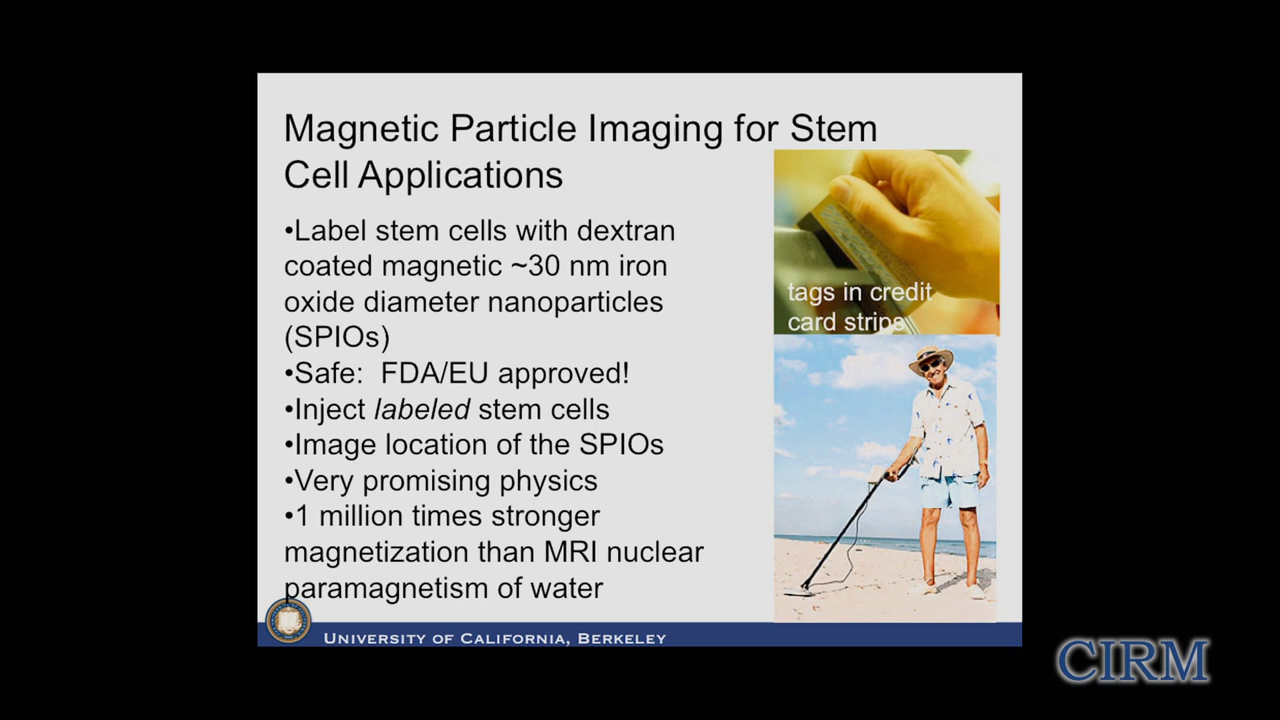 Magnetic Particle Imaging for Stem
Cell Applications
•Label stem cells with dextran
coated magnetic ~30 nm iron
oxide diameter nanoparticles
(SPIOs)
•Safe:  FDA/EU approved!
•Inject labeled stem cells
•Image location of the SPIOs
•Very promising physics
•1 million times stronger
magnetization than MRI nuclear
paramagnetism of water
tags in credit
card strips
UNIVERSITY OF CALIFORNIA, BERKELEY
CIRM